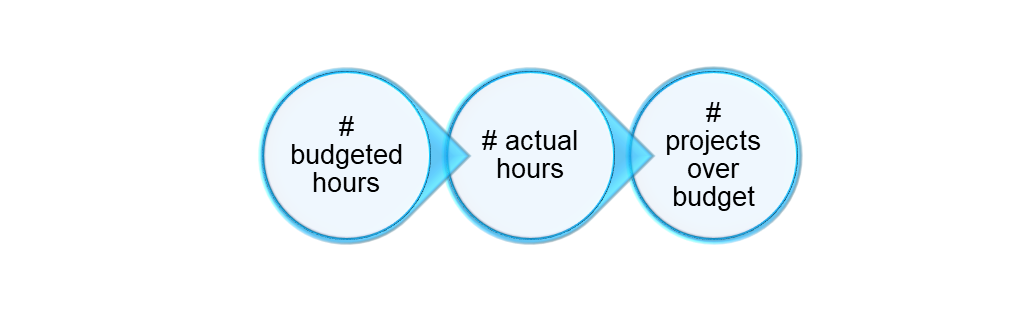 #
budgeted
hours
# actual
hours
#
projects
over
budget